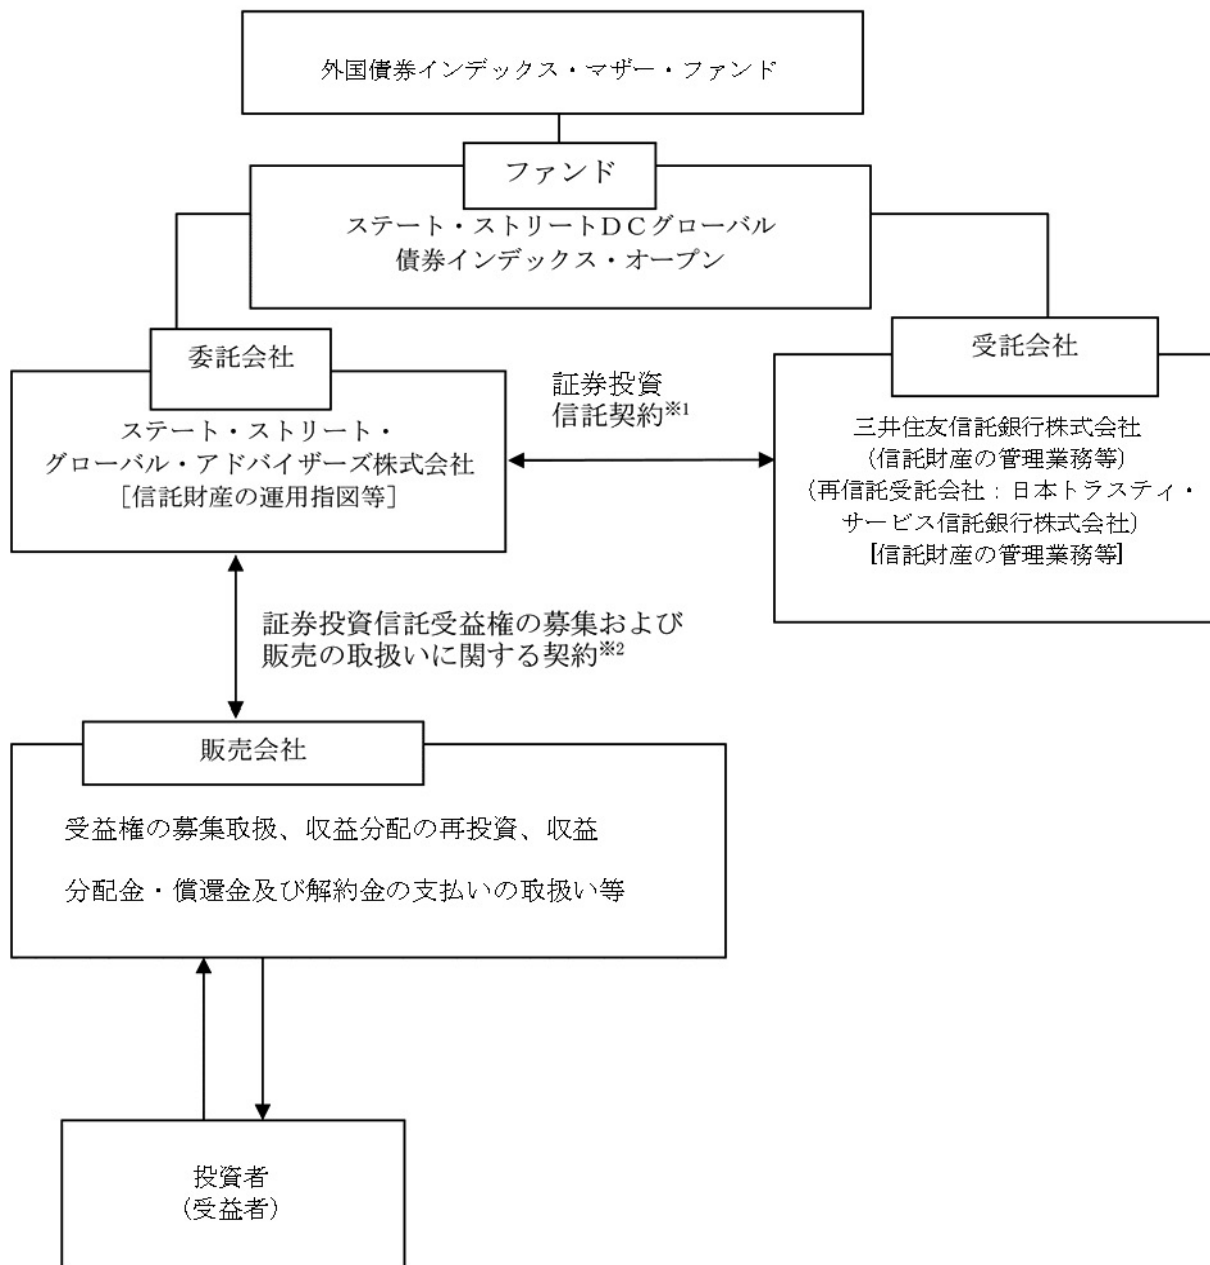 外国債券インデックス・マザー・ファンド
ファンド
ステート・ストリートＤＣグローバル
債券インデックス・オープン
委託会社
ステート・ストリート・
グローバル・アドバイザーズ株式会社
［信託財産の運用指図等］
証券投資
信託契約※1
受託会社
三井住友信託銀行株式会社
（信託財産の管理業務等）
（再信託受託会社：日本トラスティ・
サービス信託銀行株式会社）
［信託財産の管理業務等］
証券投資信託受益権の募集および
販売の取扱いに関する契約※2
販売会社
受益権の募集取扱、収益分配の再投資、収益
分配金・償還金及び解約金の支払いの取扱い等
投資者
（受益者）